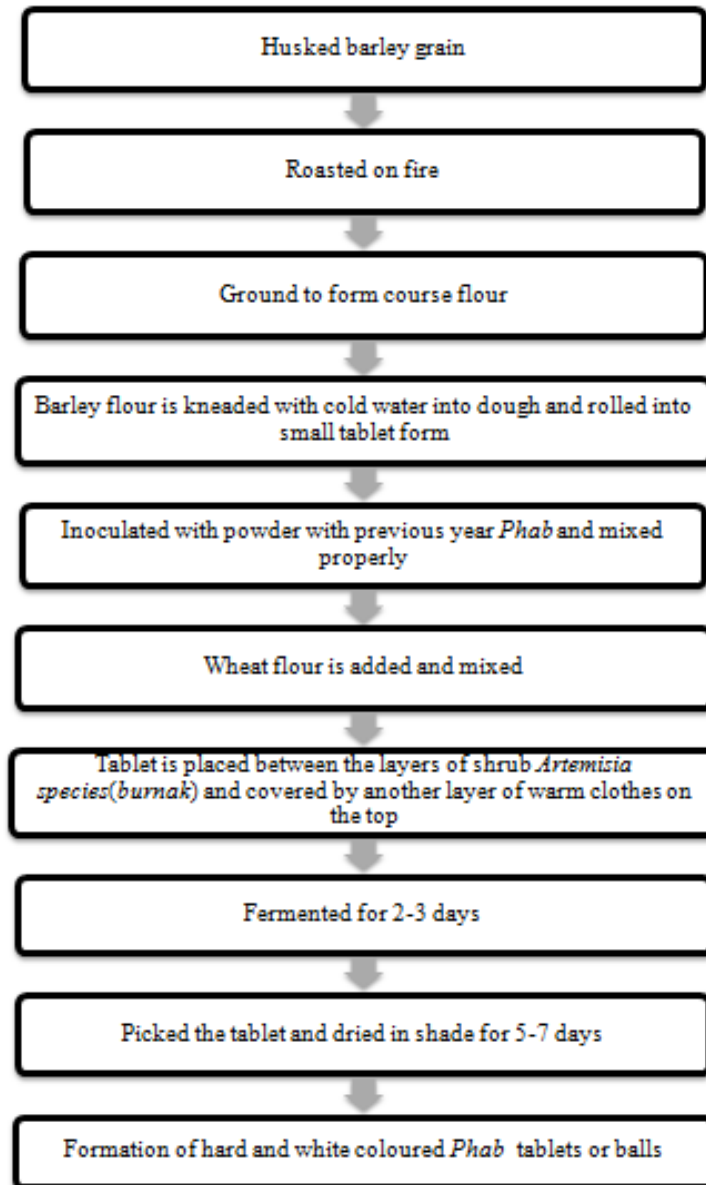 Husked barley grain
Roasted on fire
Ground to form course flour
Barley flour is kneaded with cold water into dough and rolled into
small tablet form
Inoculated with powder with previous year Phab and mixed
properly
Wheat flour is added and mixed
Tablet is placed between the layers of shrub Artemisia
species(burnak) and covered by another layer of warm clothes on
the top
Fermented for 2-3 days
Picked the tablet and dried in shade for 5-7 days
Formation of hard and white coloured Phab tablets or balls